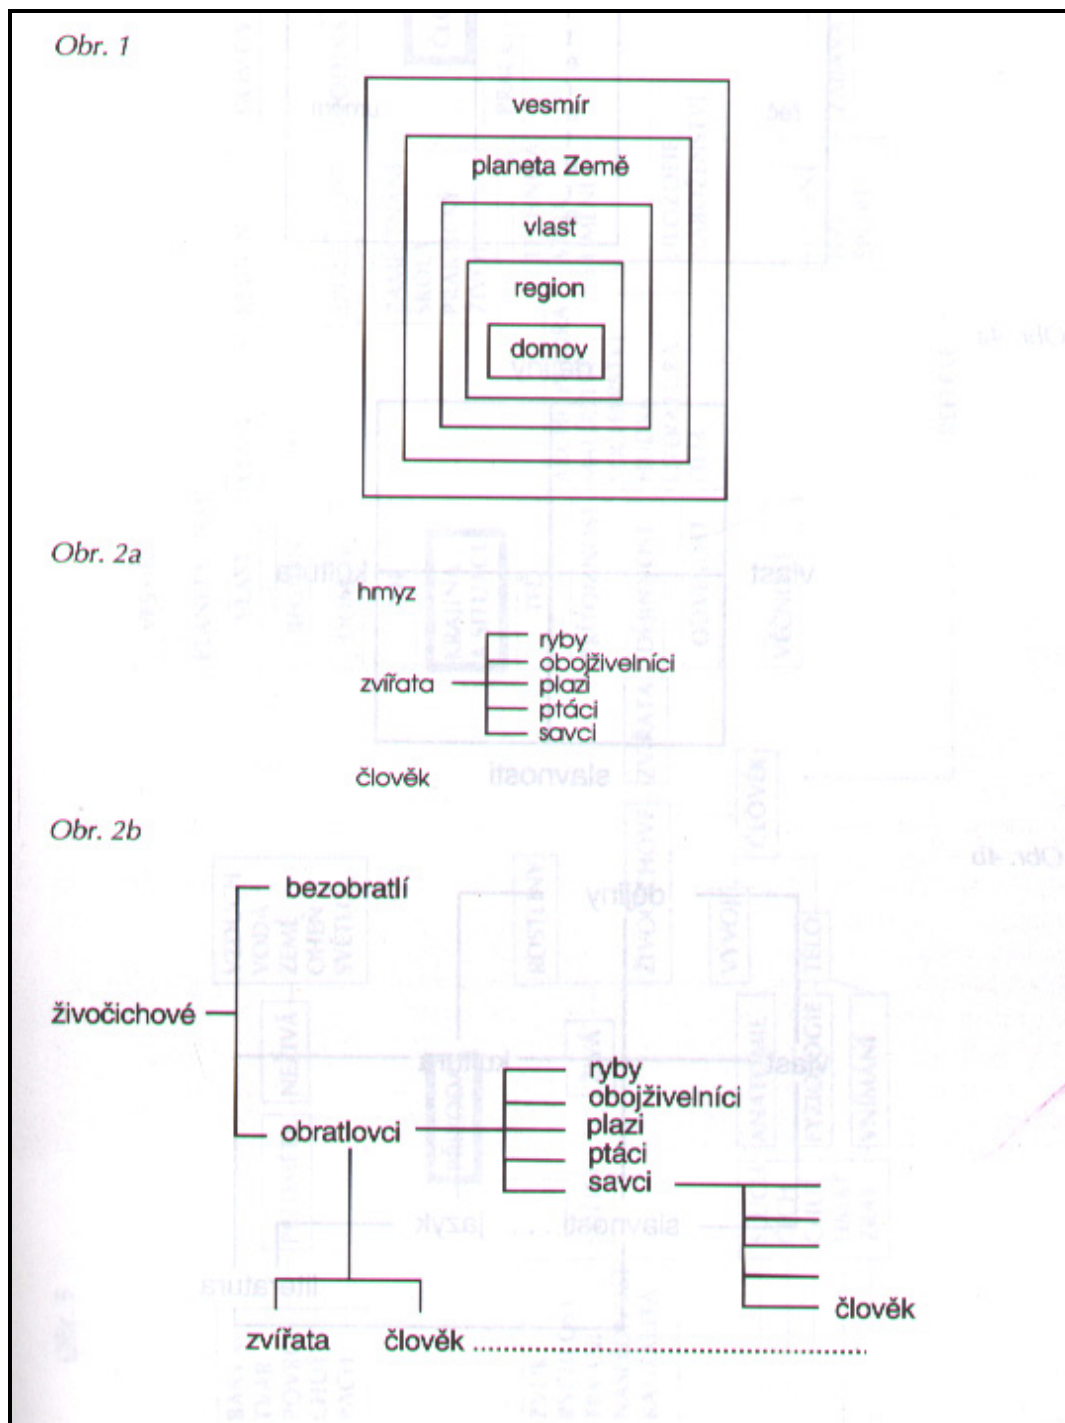 Obr. 1
vesmír
planeta Země
vlast
region
domov
Obr. 2a
hmyz
zvířata
ryby
obojživelníci
plazi
ptáci
savci
člověk
Obr. 2b
bezobratlí
živočichové
obratlovci
ryby
obojživelníci
plazi
ptáci
savci
člověk
zvířata člověk